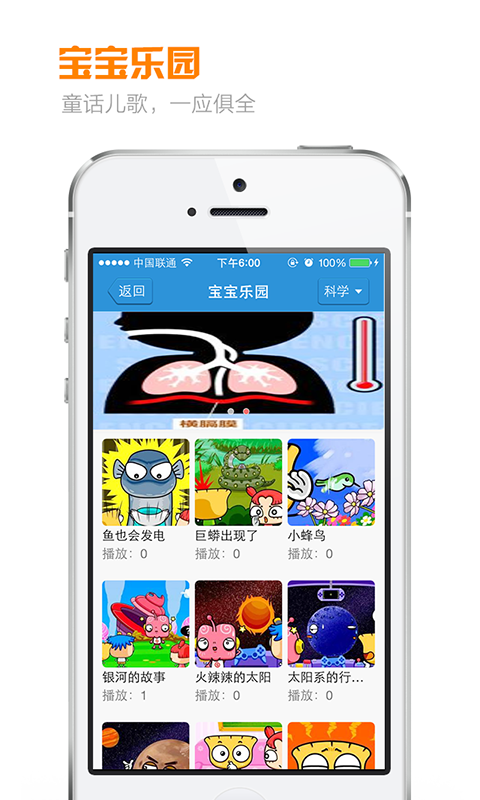 宝宝乐园
童话儿歌，一应俱全
中国联通 下午6:00 100%
返回 宝宝乐园 科学
横膈膜
鱼也会发电 巨蟒出现了 小蜂鸟
播放：0 播放：0 播放：0
银河的故事 火辣辣的太阳 太阳系的行...
播放：1 播放：0 播放：0